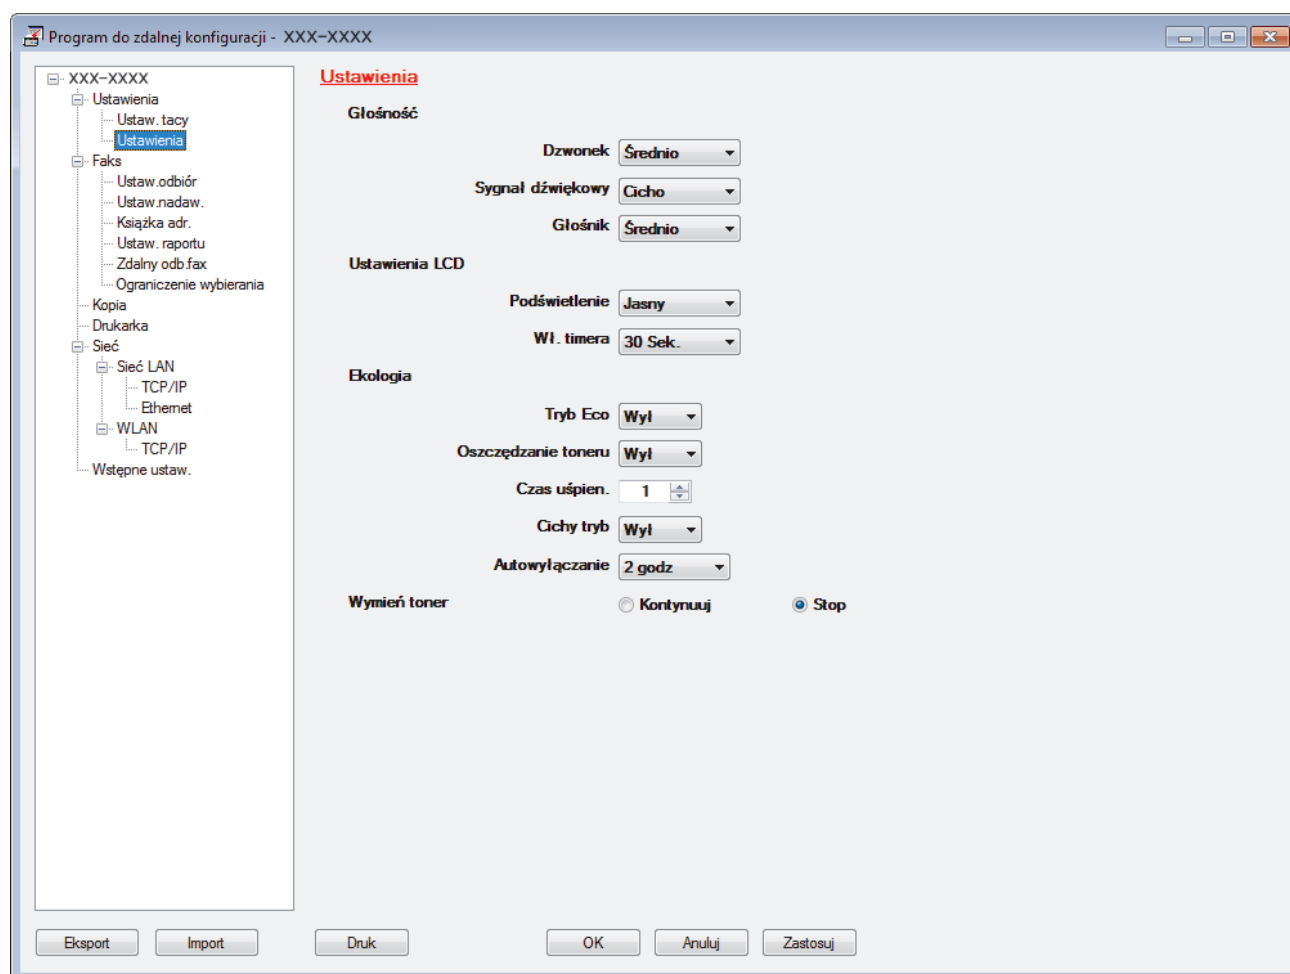 Program do zdalnej konfiguracji - XXX-XXXX
XXX-XXXX
Ustawienia
Ustaw. tacy
Ustawienia
Faks
Ustaw.odbiór
Ustaw.nadaw.
Książka adr.
Ustaw. raportu
Zdalny odb.fax
Ograniczenie wybierania
Kopia
Drukarka
Sieć
Sieć LAN
TCP/IP
Ethernet
WLAN
TCP/IP
Wstępne ustaw.
Ustawienia
Głośność
Dzwonek Średnio
Sygnał dźwiękowy Cicho
Głośnik Średnio
Ustawienia LCD
Podświetlenie Jasny
Wł. timera 30 Sek.
Ekologia
Tryb Eco Wył
Oszczędzanie toneru Wył
Czas uśpien. 1
Cichy tryb Wył
Autowyłączanie 2 godz
Wymień toner Kontynuuj Stop
Eksport Import Druk OK Anuluj Zastosuj